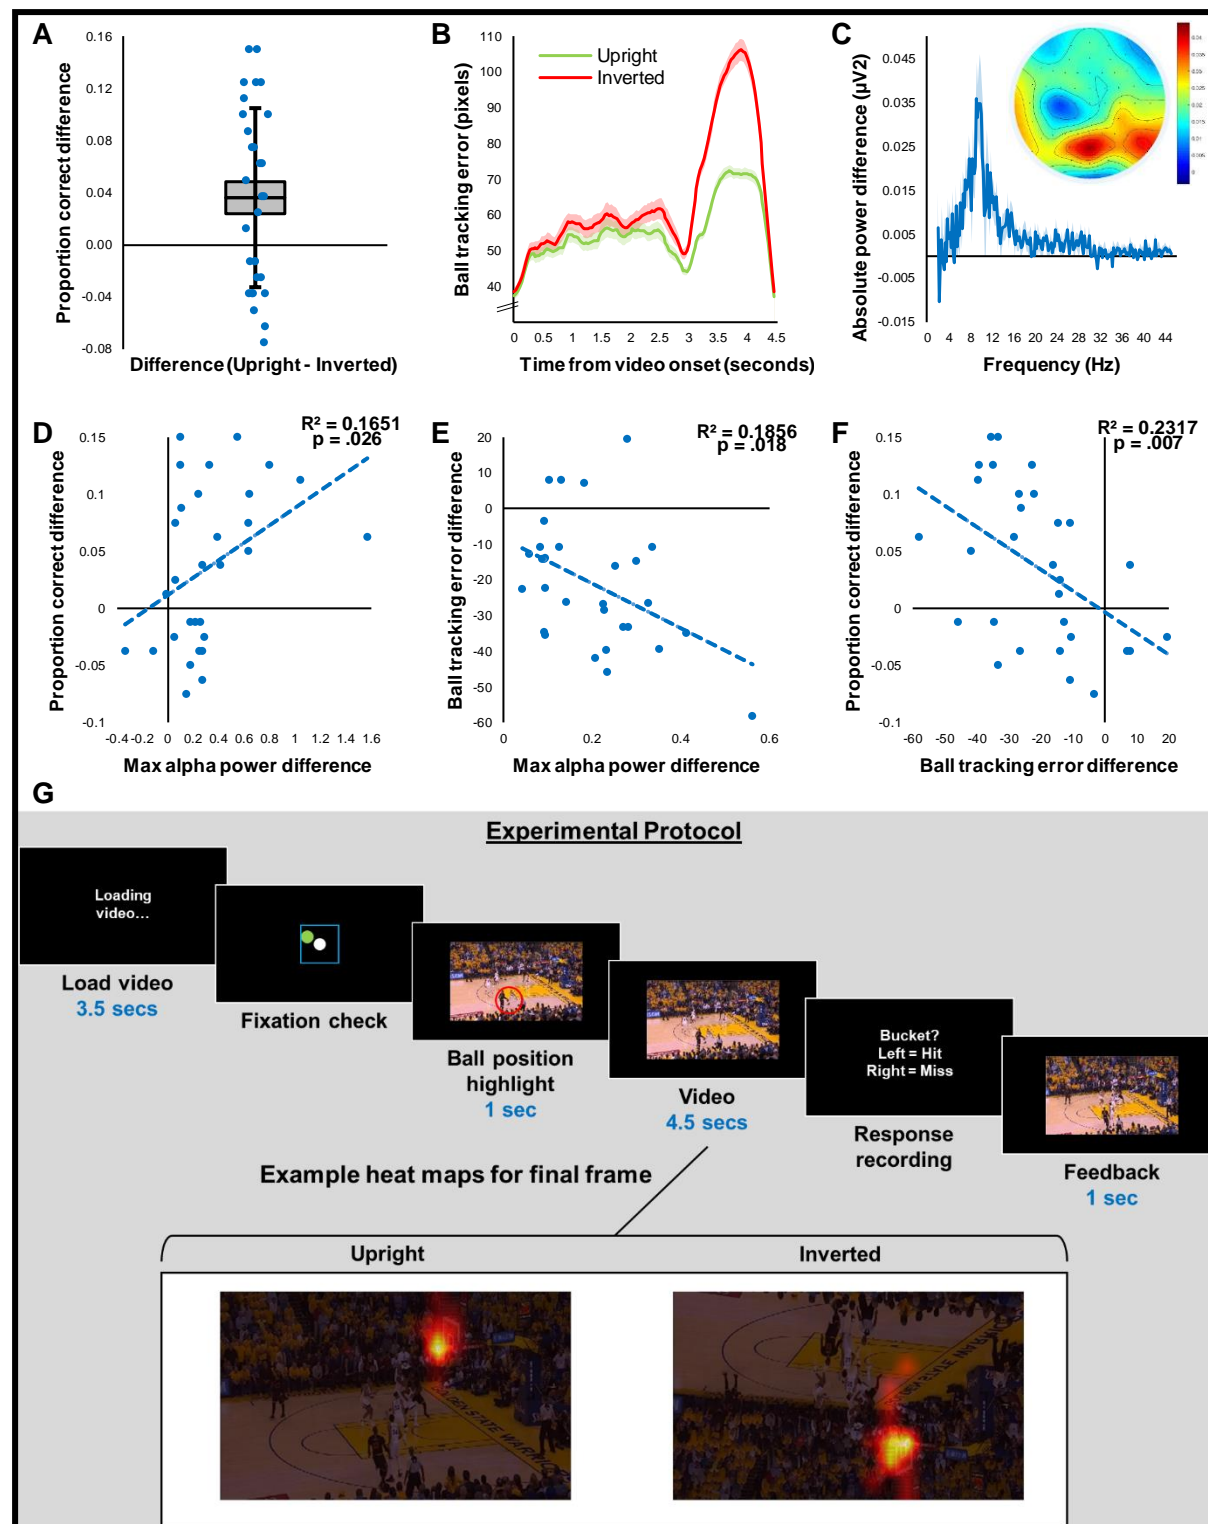 A
0.16
0.12
0.08
0.04
0.00
-0.04
-0.08
Proportion correct difference
Difference (Upright - Inverted)
B
110
100
90
80
70
60
50
40
Ball tracking error (pixels)
Upright
Inverted
0 0.5 1 1.5 2 2.5 3 3.5 4 4.5
Time from video onset (seconds)
C
0.045
0.035
0.025
0.015
0.005
-0.005
-0.015
Absolute power difference (µV2)
0 4 8 12 16 20 24 28 32 36 40 44
Frequency (Hz)
D
R² = 0.1651
p = .026
0.15
0.1
0.05
0
-0.05
-0.1
Proportion correct difference
-0.4 -0.2 0 0.2 0.4 0.6 0.8 1 1.2 1.4 1.6
Max alpha power difference
E
R² = 0.1856
p = .018
20
10
0
-10
-20
-30
-40
-50
-60
Ball tracking error difference
0 0.2 0.4 0.6
Max alpha power difference
F
R² = 0.2317
p = .007
0.15
0.1
0.05
0
-0.05
-0.1
Proportion correct difference
-60 -50 -40 -30 -20 -10 0 10 20
Ball tracking error difference
G
Experimental Protocol
Loading
video...
Load video
3.5 secs
Fixation check
Ball position
highlight
1 sec
Video
4.5 secs
Bucket?
Left = Hit
Right = Miss
Response
recording
Feedback
1 sec
Example heat maps for final frame
Upright
Inverted